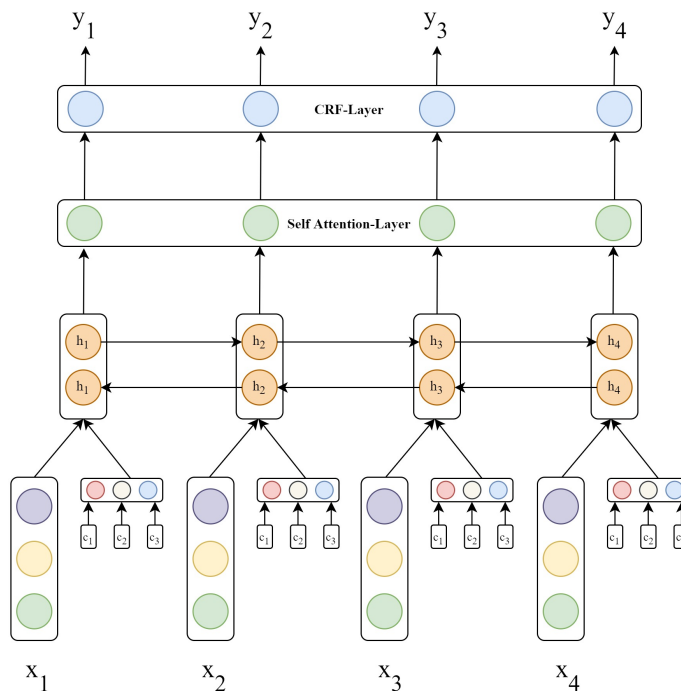 y1 y2 y3 y4
CRF-Layer
Self Attention-Layer
h1 h2 h3 h4
h1 h2 h3 h4
c1 c2 c3 c1 c2 c3 c1 c2 c3 c1 c2
x1 x2 x3 x4